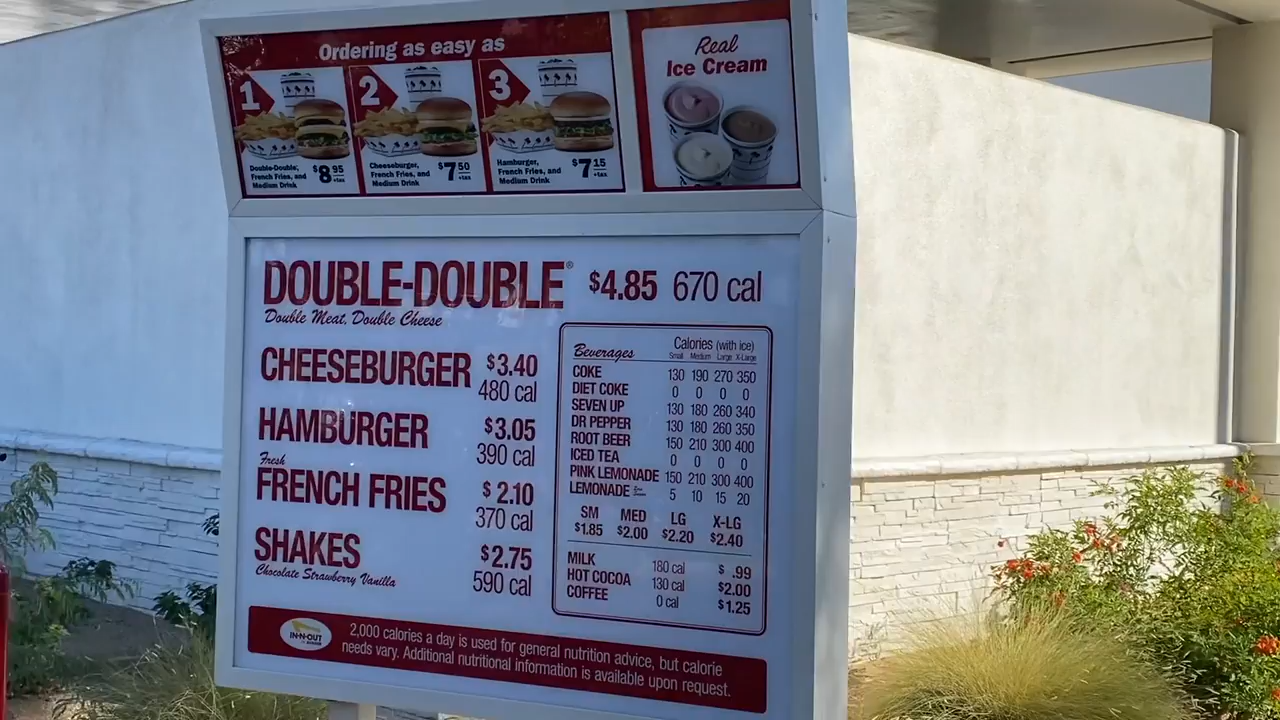 Ordering as easy as
1
2
3
Double-Double,
French Fries, and
Medium Drink
$8 95
+tax
Cheeseburger,
French Fries, and
Medium Drink
$7 50
+tax
Hamburger,
French Fries, and
Medium Drink
$7 15
+tax
Real
Ice Cream
DOUBLE-DOUBLE® $4.85 670 cal
Double Meat, Double Cheese
CHEESEBURGER $3.40
480 cal
HAMBURGER $3.05
390 cal
Fresh
FRENCH FRIES $2.10
370 cal
SHAKES $2.75
Chocolate Strawberry Vanilla 590 cal
Beverages Calories (with ice)
Small Medium Large X-Large
COKE 130 190 270 350
DIET COKE 0 0 0 0
SEVEN UP 130 180 260 340
DR PEPPER 130 180 260 350
ROOT BEER 150 210 300 400
ICED TEA 0 0 0 0
PINK LEMONADE 150 210 300 400
LEMONADE 5 10 15 20
SM MED LG X-LG
$1.85 $2.00 $2.20 $2.40
MILK 180 cal $ .99
HOT COCOA 130 cal $2.00
COFFEE 0 cal $1.25
IN-N-OUT
2,000 calories a day is used for general nutrition advice, but calorie
needs vary. Additional nutritional information is available upon request.